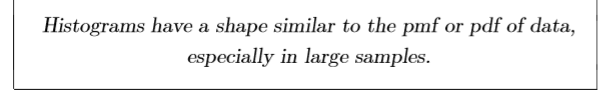 Histograms have a shape similar to the pmf or pdf of data,
especially in large samples.